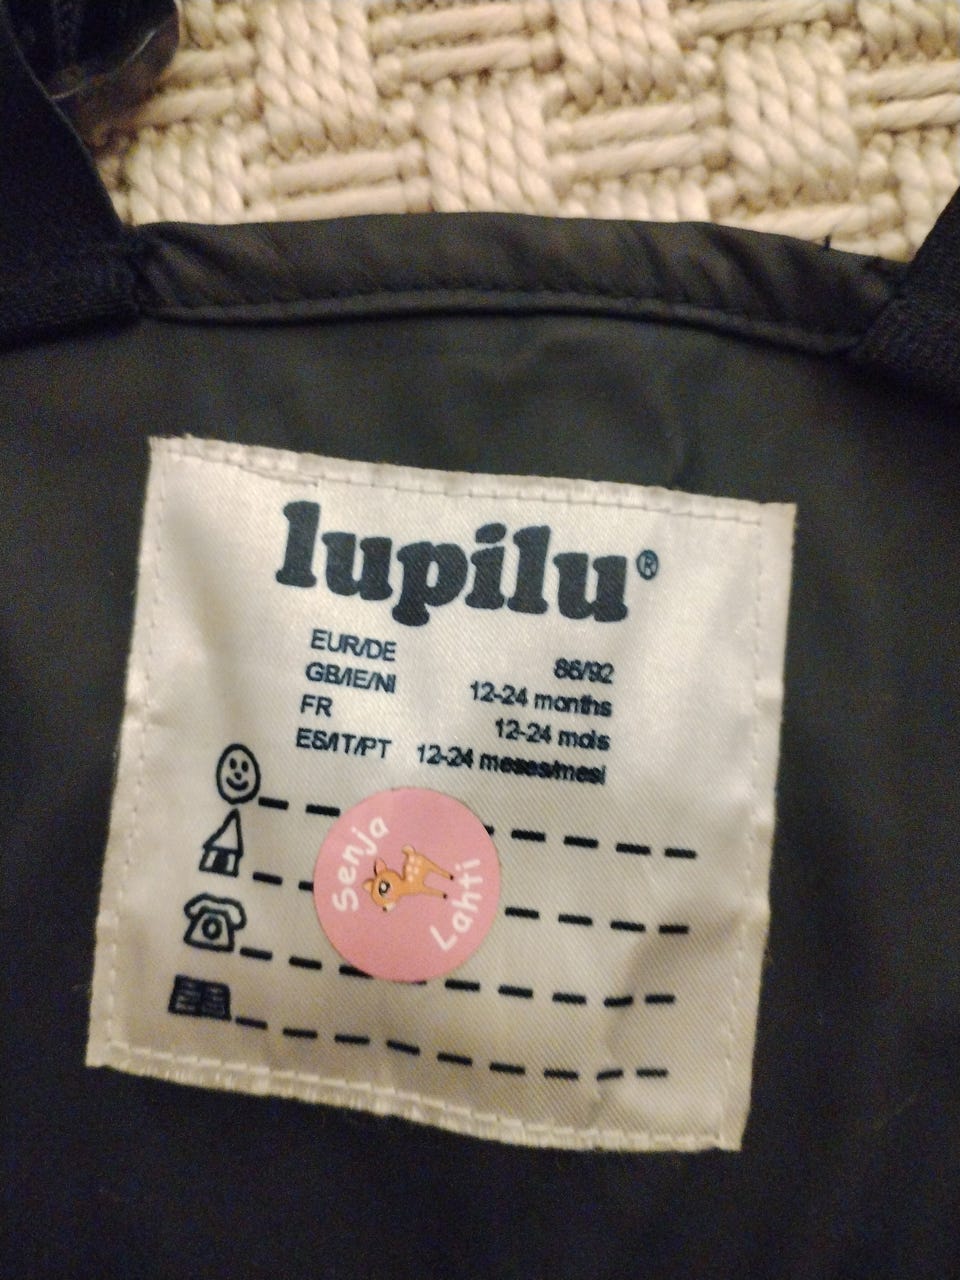 lupilu®
EUR/DE 86/92
GB/IE/NI 12-24 months
FR 12-24 mois
ES/IT/PT 12-24 meses/mesi
Senja
Lahti